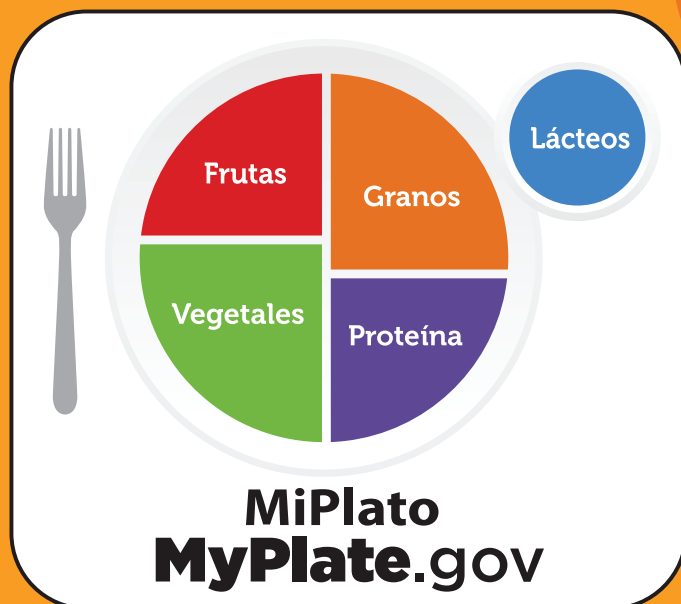 Frutas
Granos
Lácteos
Vegetales
Proteína
MiPlato
MyPlate.gov